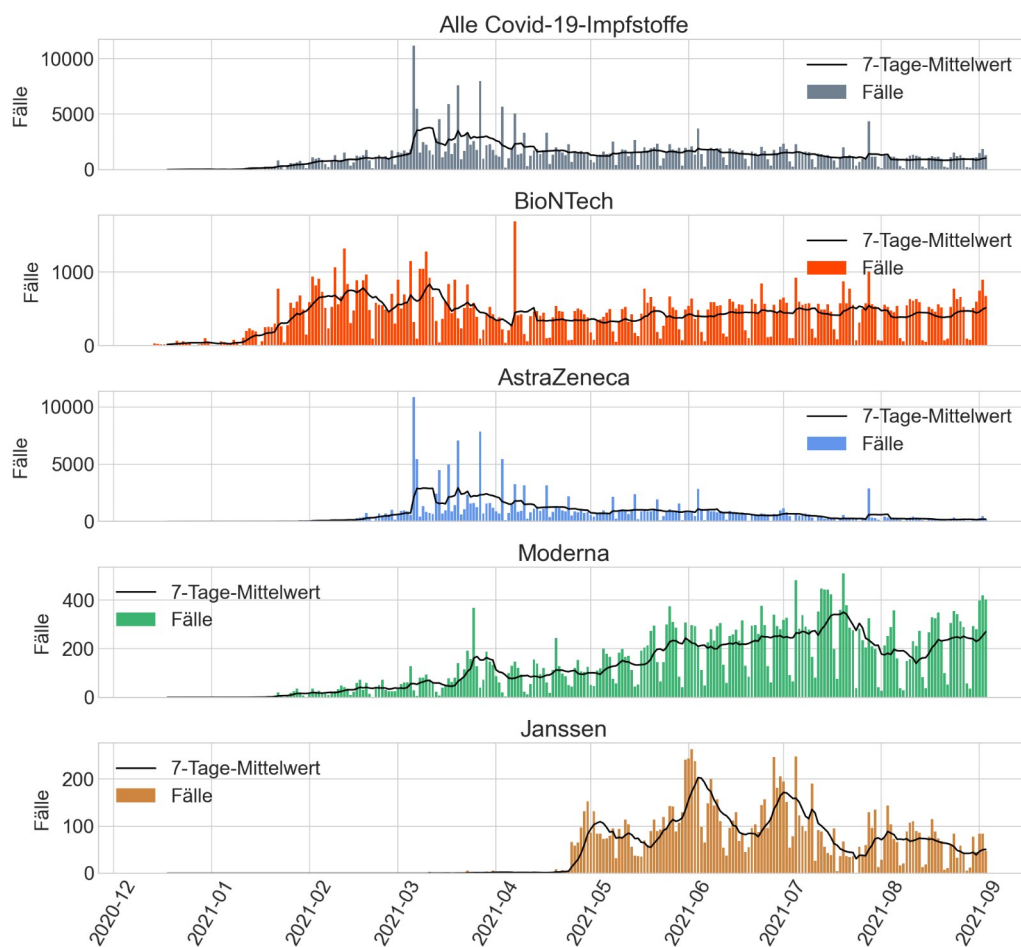 Alle Covid-19-Impfstoffe
10000
5000
0
Fälle
7-Tage-Mittelwert
Fälle
BioNTech
1000
0
Fälle
7-Tage-Mittelwert
Fälle
AstraZeneca
10000
5000
0
Fälle
7-Tage-Mittelwert
Fälle
Moderna
400
200
0
Fälle
7-Tage-Mittelwert
Fälle
Janssen
200
100
0
Fälle
7-Tage-Mittelwert
Fälle
2020-12
2021-01
2021-02
2021-03
2021-04
2021-05
2021-06
2021-07
2021-08
2021-09